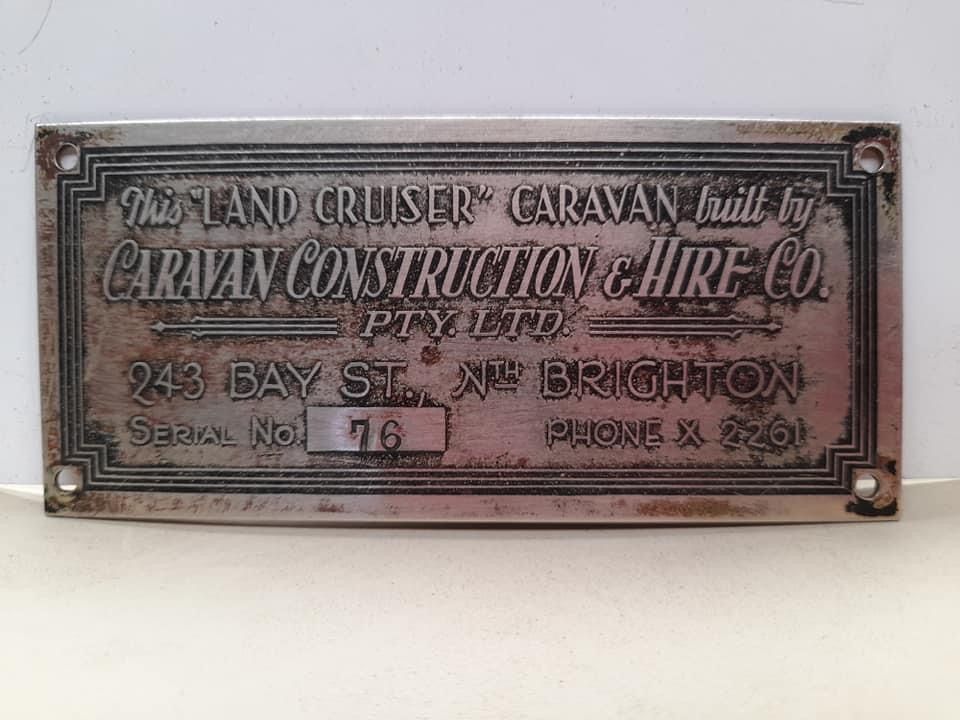 This "LAND CRUISER" CARAVAN built by
CARAVAN CONSTRUCTION & HIRE CO.
PTY. LTD.
243 BAY ST., NTH BRIGHTON
SERIAL NO. 76 PHONE X 2261